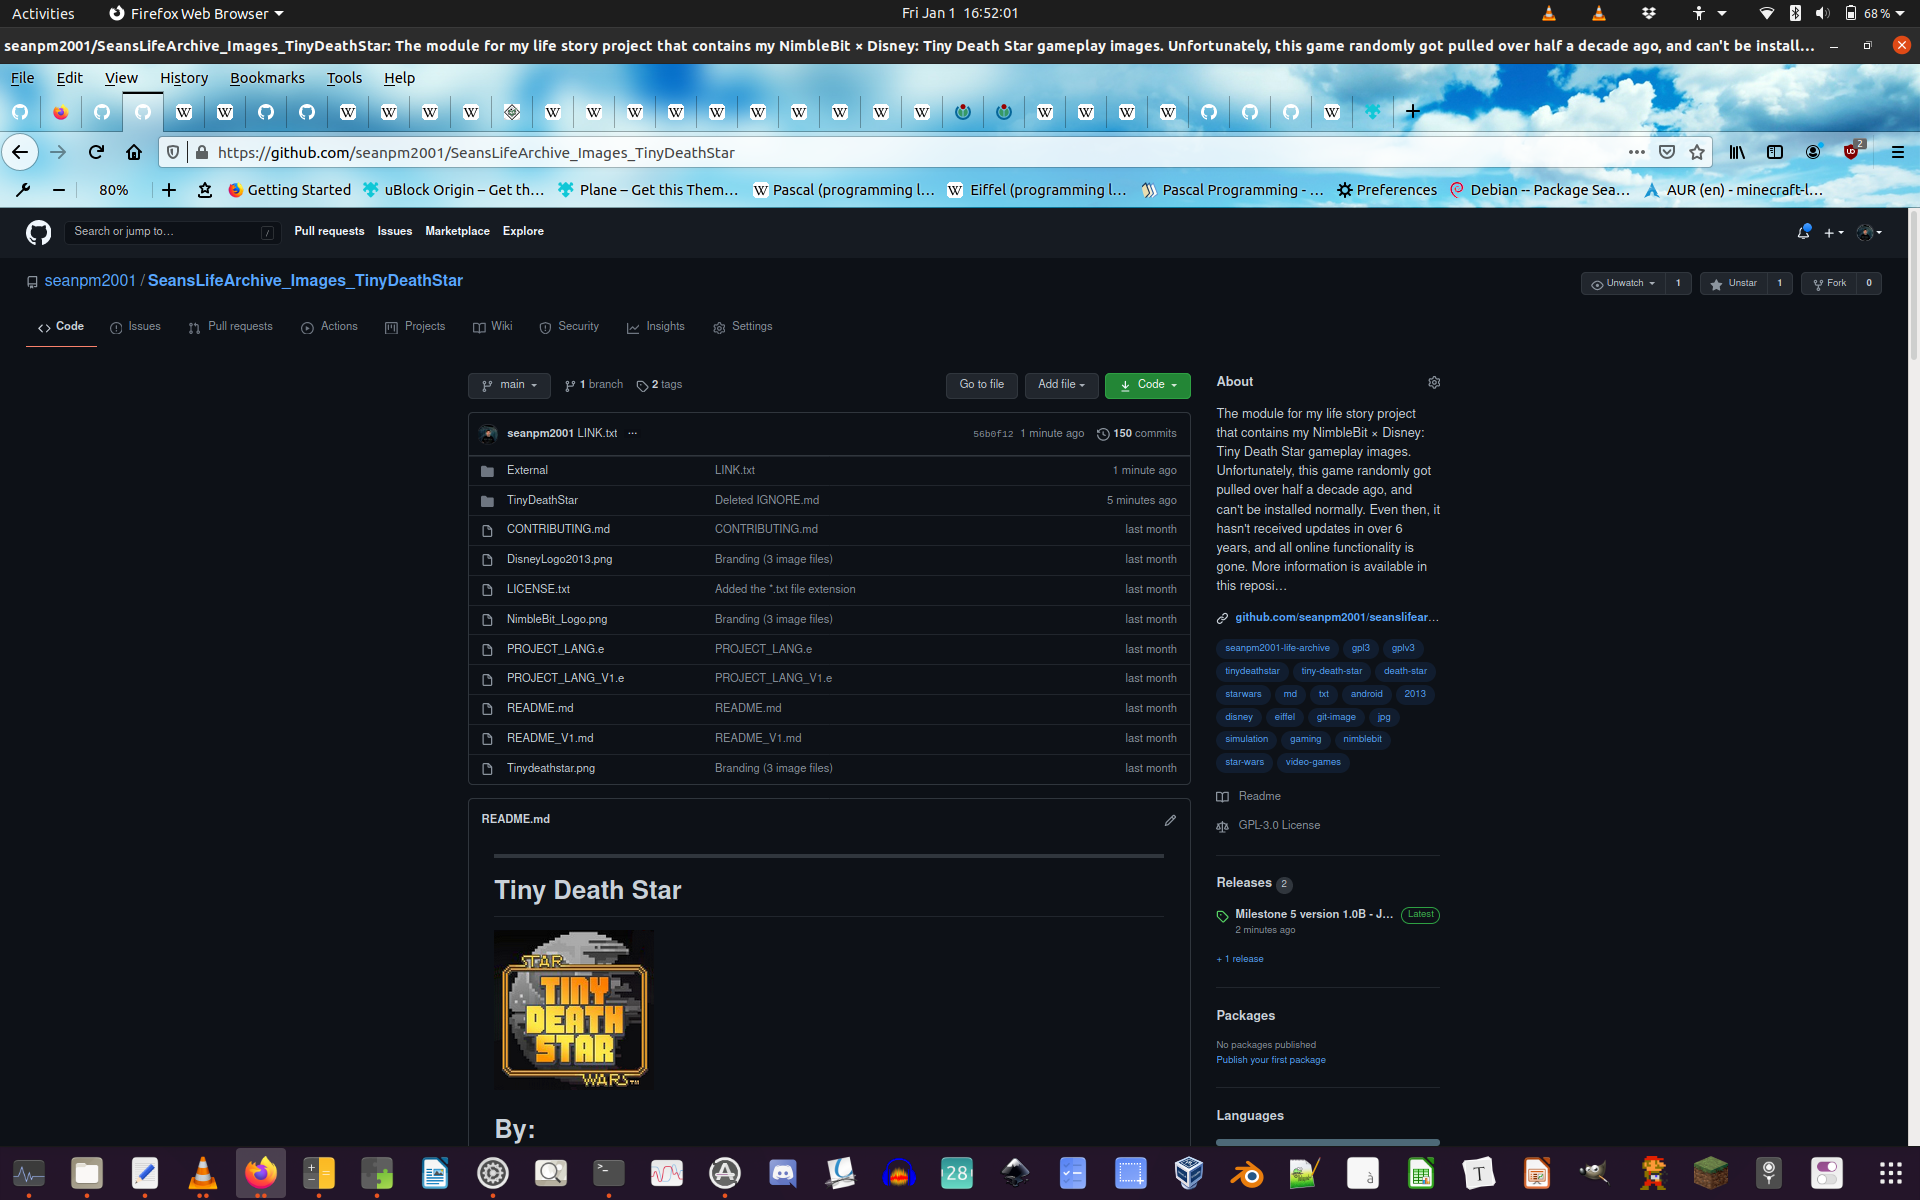 Activities
Firefox Web Browser
Fri Jan 1 16:52:01
68 %
seanpm2001/SeansLifeArchive_Images_TinyDeathStar: The module for my life story project that contains my NimbleBit × Disney: Tiny Death Star gameplay images. Unfortunately, this game randomly got pulled over half a decade ago, and can't be install…
File Edit View History Bookmarks Tools Help
https://github.com/seanpm2001/SeansLifeArchive_Images_TinyDeathStar
2
80%
Getting Started
uBlock Origin – Get th…
Plane – Get this Them…
Pascal (programming l…
Eiffel (programming l…
Pascal Programming - …
Preferences
Debian -- Package Sea…
AUR (en) - minecraft-l…
Search or jump to…
/
Pull requests Issues Marketplace Explore
seanpm2001 / SeansLifeArchive_Images_TinyDeathStar
Unwatch 1
Unstar 1
Fork 0
Code Issues Pull requests Actions Projects Wiki Security Insights Settings
main
1 branch
2 tags
Go to file
Add file
Code
seanpm2001 LINK.txt ...
56b0f12 1 minute ago
150 commits
External LINK.txt 1 minute ago
TinyDeathStar Deleted IGNORE.md 5 minutes ago
CONTRIBUTING.md CONTRIBUTING.md last month
DisneyLogo2013.png Branding (3 image files) last month
LICENSE.txt Added the *.txt file extension last month
NimbleBit_Logo.png Branding (3 image files) last month
PROJECT_LANG.e PROJECT_LANG.e last month
PROJECT_LANG_V1.e PROJECT_LANG_V1.e last month
README.md README.md last month
README_V1.md README_V1.md last month
Tinydeathstar.png Branding (3 image files) last month
README.md
Tiny Death Star
STAR
TINY
DEATH
STAR
WARS™
By:
About
The module for my life story project
that contains my NimbleBit × Disney:
Tiny Death Star gameplay images.
Unfortunately, this game randomly got
pulled over half a decade ago, and
can't be installed normally. Even then, it
hasn't received updates in over 6
years, and all online functionality is
gone. More information is available in
this reposi…
github.com/seanpm2001/seanslifear…
seanpm2001-life-archive gpl3 gplv3
tinydeathstar tiny-death-star death-star
starwars md txt android 2013
disney eiffel git-image jpg
simulation gaming nimblebit
star-wars video-games
Readme
GPL-3.0 License
Releases 2
Milestone 5 version 1.0B - J… Latest
2 minutes ago
+ 1 release
Packages
No packages published
Publish your first package
Languages
28